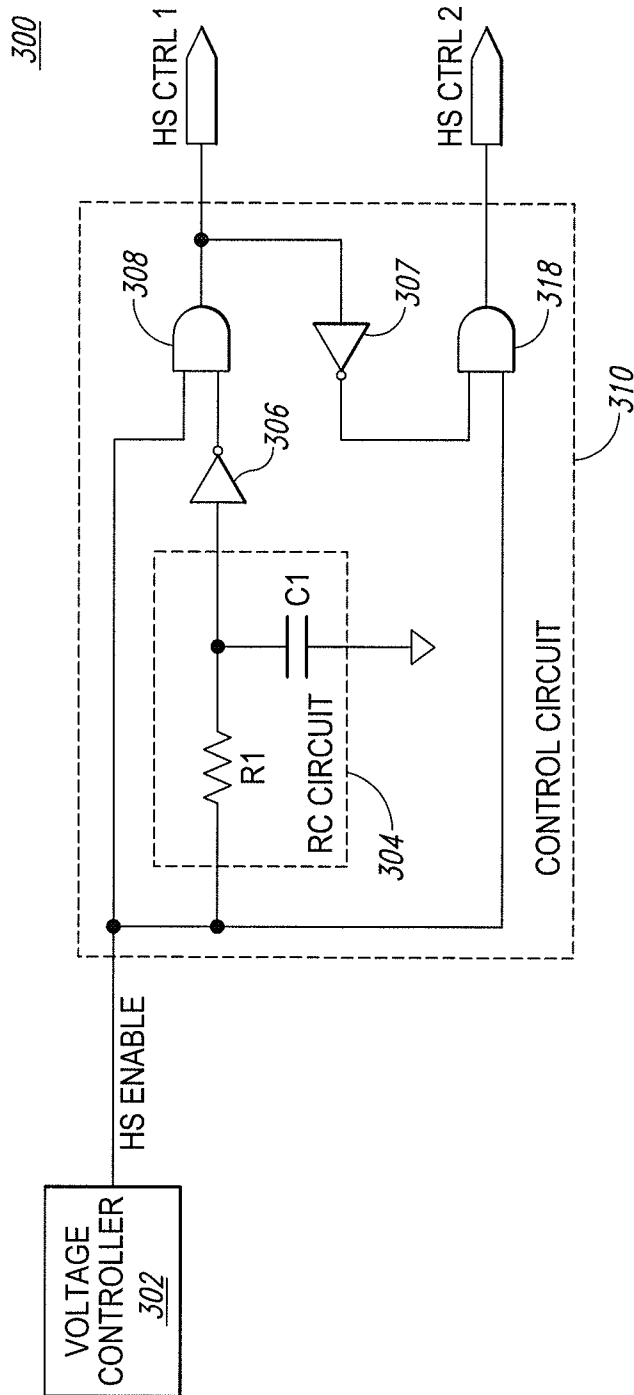 300
VOLTAGE
CONTROLLER
302
HS ENABLE
308
HS CTRL 1
306
307
R1
C1
RC CIRCUIT
304
318
HS CTRL 2
CONTROL CIRCUIT
310